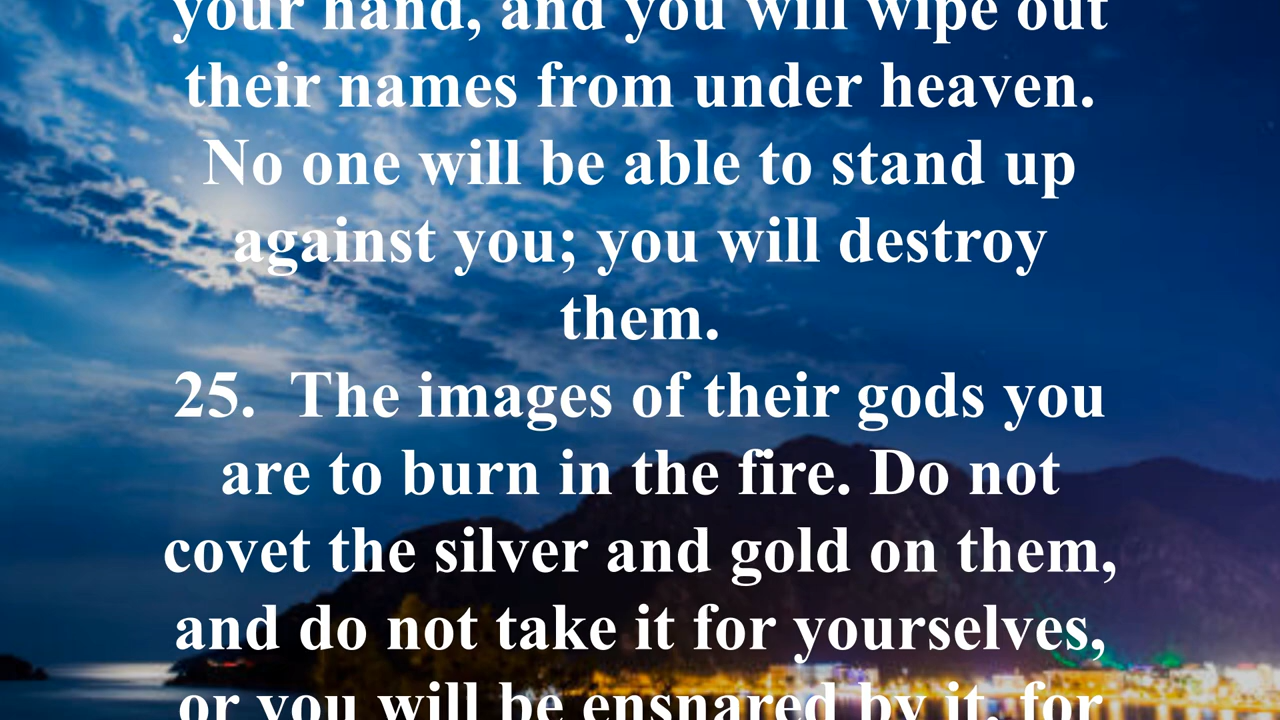 your hand, and you will wipe out
their names from under heaven.
No one will be able to stand up
against you; you will destroy
them.
25.  The images of their gods you
are to burn in the fire. Do not
covet the silver and gold on them,
and do not take it for yourselves,
or you will be ensnared by it, for